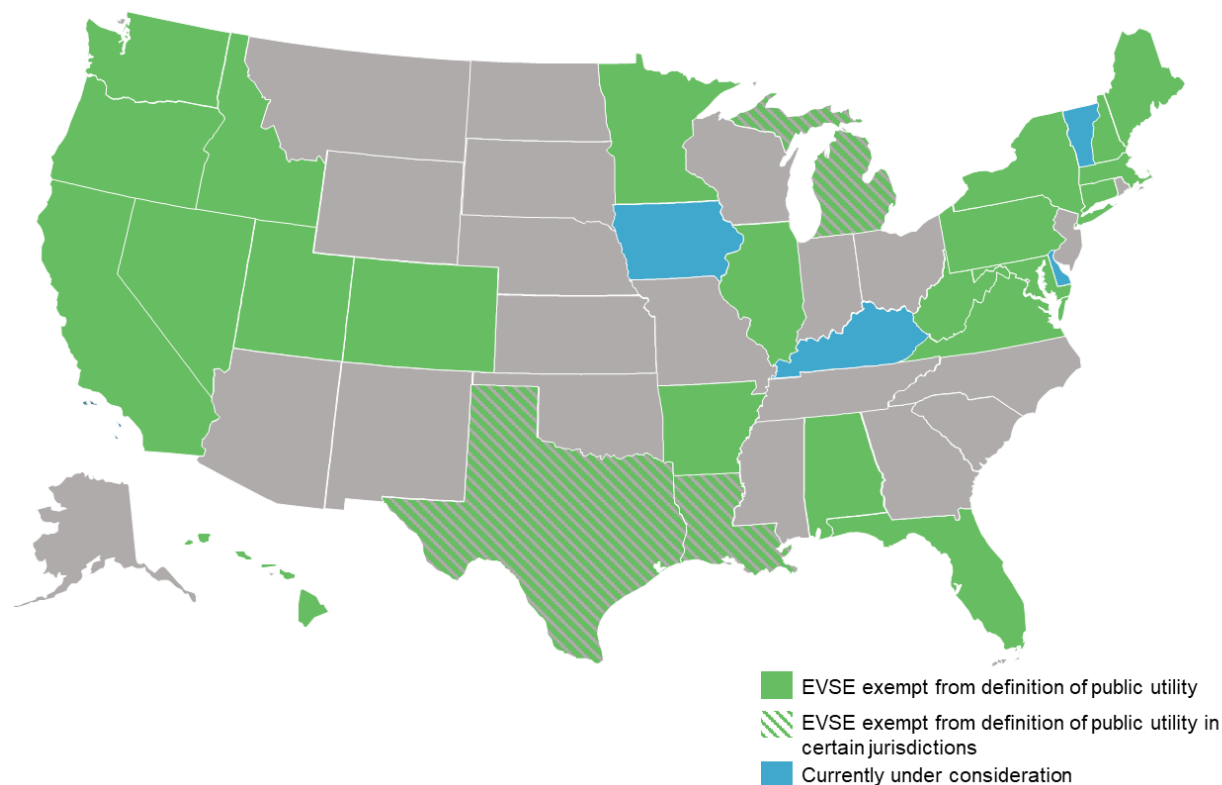 EVSE exempt from definition of public utility
EVSE exempt from definition of public utility in
certain jurisdictions
Currently under consideration